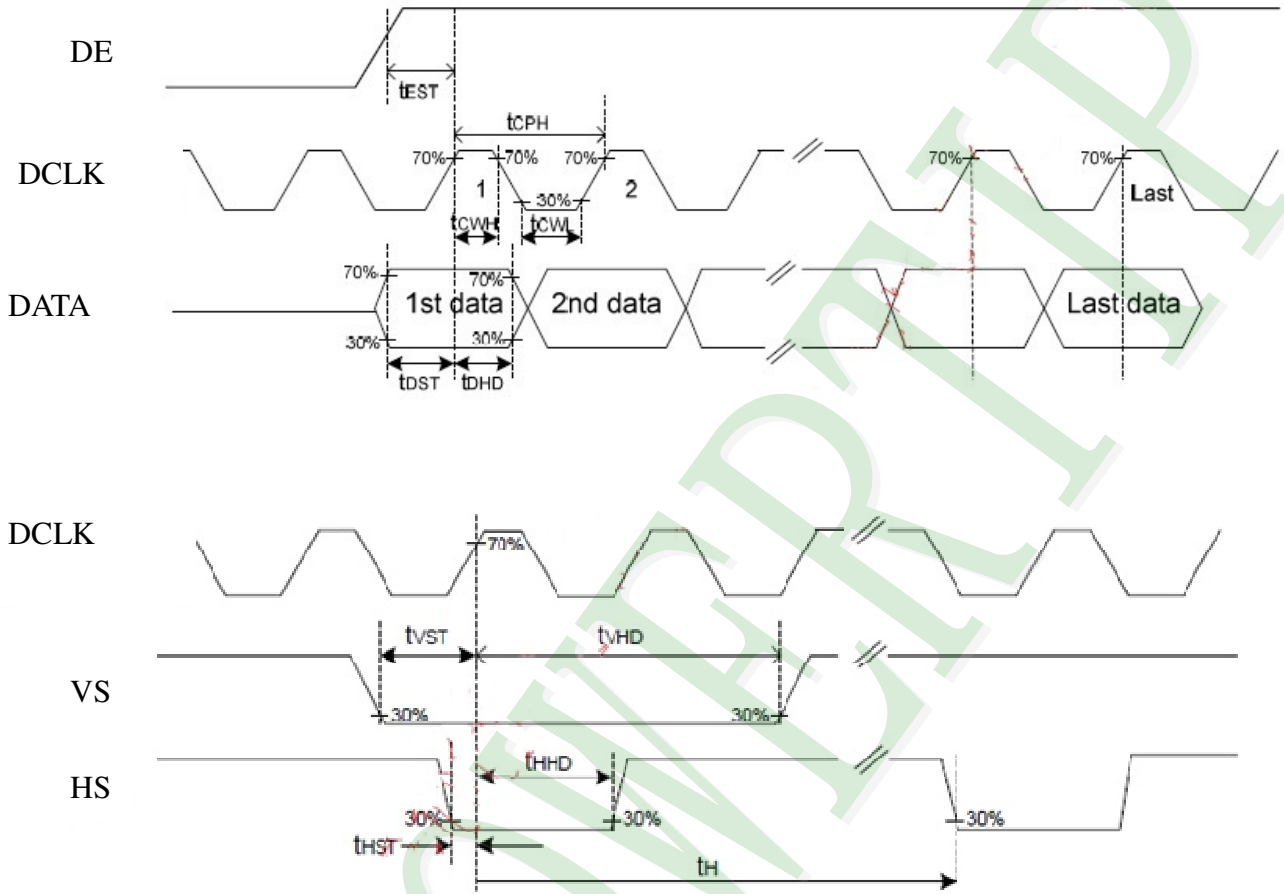 DE
tEST
tCPH
DCLK
70%
70%
70%
70%
70%
1
2
Last
30%
tCWH
tCWL
DATA
70%
70%
1st data
2nd data
Last data
30%
30%
tDST
tDHD
DCLK
70%
tVST
tVHD
VS
30%
30%
tHHD
HS
30%
30%
30%
tHST
tH
OWERTIP